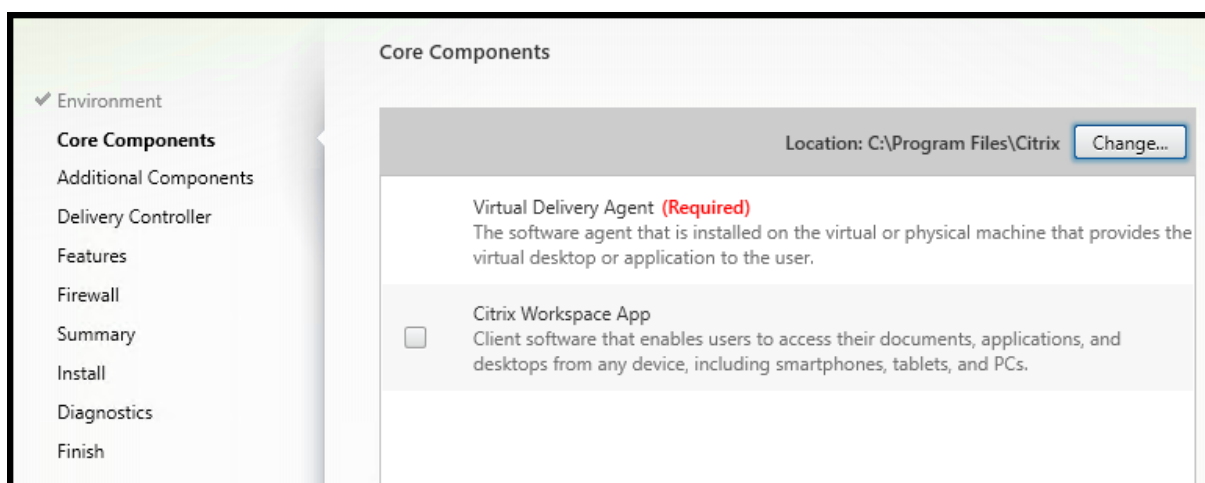 Core Components
Environment
Core Components
Additional Components
Delivery Controller
Features
Firewall
Summary
Install
Diagnostics
Finish
Location: C:\Program Files\Citrix Change...
Virtual Delivery Agent (Required)
The software agent that is installed on the virtual or physical machine that provides the
virtual desktop or application to the user.
Citrix Workspace App
Client software that enables users to access their documents, applications, and
desktops from any device, including smartphones, tablets, and PCs.